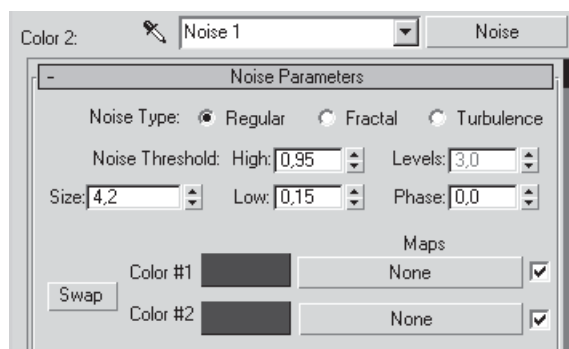 Color 2: Noise 1 Noise
- Noise Parameters
Noise Type: Regular Fractal Turbulence
Noise Threshold: High: 0,95 Levels: 3,0
Size: 4,2 Low: 0,15 Phase: 0,0
Maps
Color #1 None
Swap
Color #2 None